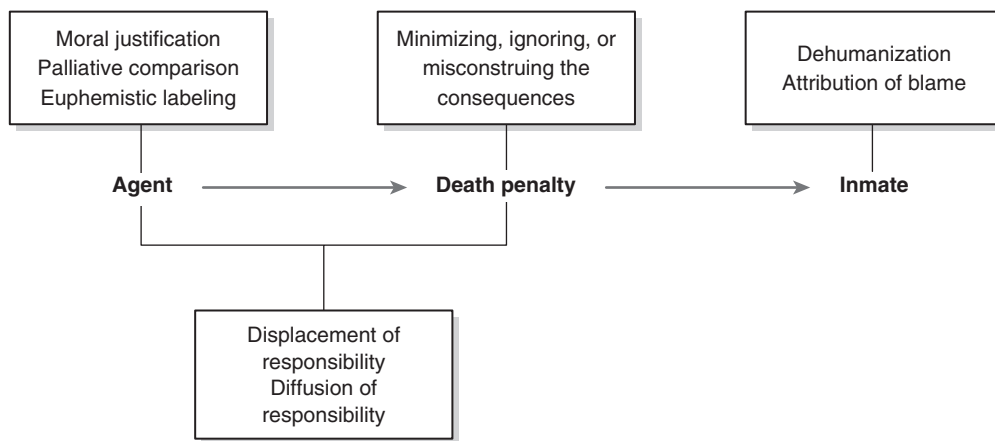 Moral justification
Palliative comparison
Euphemistic labeling
Minimizing, ignoring, or
misconstruing the
consequences
Dehumanization
Attribution of blame
Agent
Death penalty
Inmate
Displacement of
responsibility
Diffusion of
responsibility